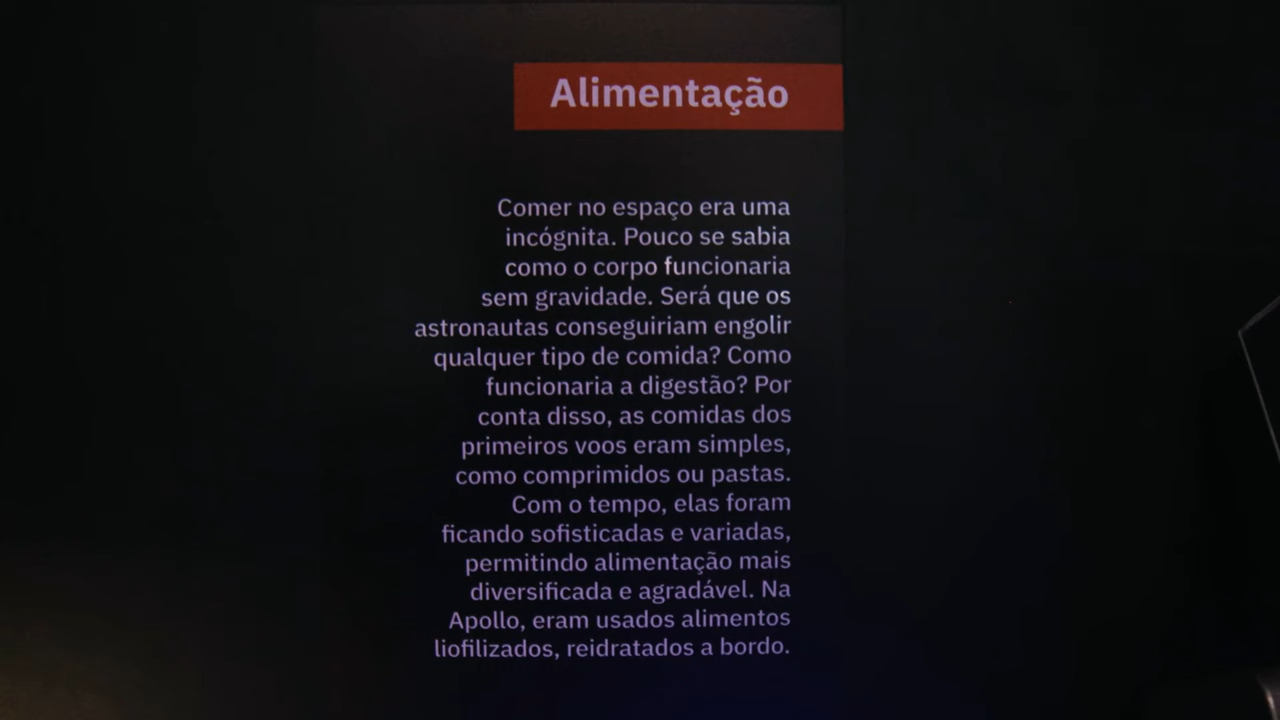 Alimentação
Comer no espaço era uma
incógnita. Pouco se sabia
como o corpo funcionaria
sem gravidade. Será que os
astronautas conseguiriam engolir
qualquer tipo de comida? Como
funcionaria a digestão? Por
conta disso, as comidas dos
primeiros voos eram simples,
como comprimidos ou pastas.
Com o tempo, elas foram
ficando sofisticadas e variadas,
permitindo alimentação mais
diversificada e agradável. Na
Apollo, eram usados alimentos
liofilizados, reidratados a bordo.